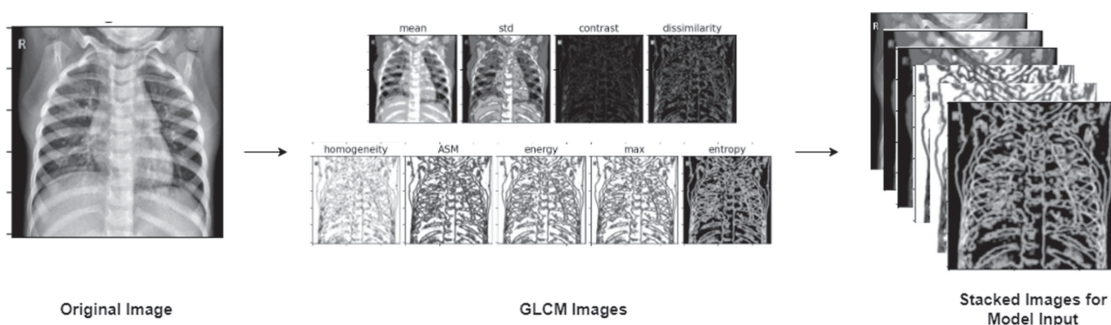 R
mean std contrast dissimilarity
homogeneity ASM energy max entropy
Original Image
GLCM Images
Stacked Images for
Model Input